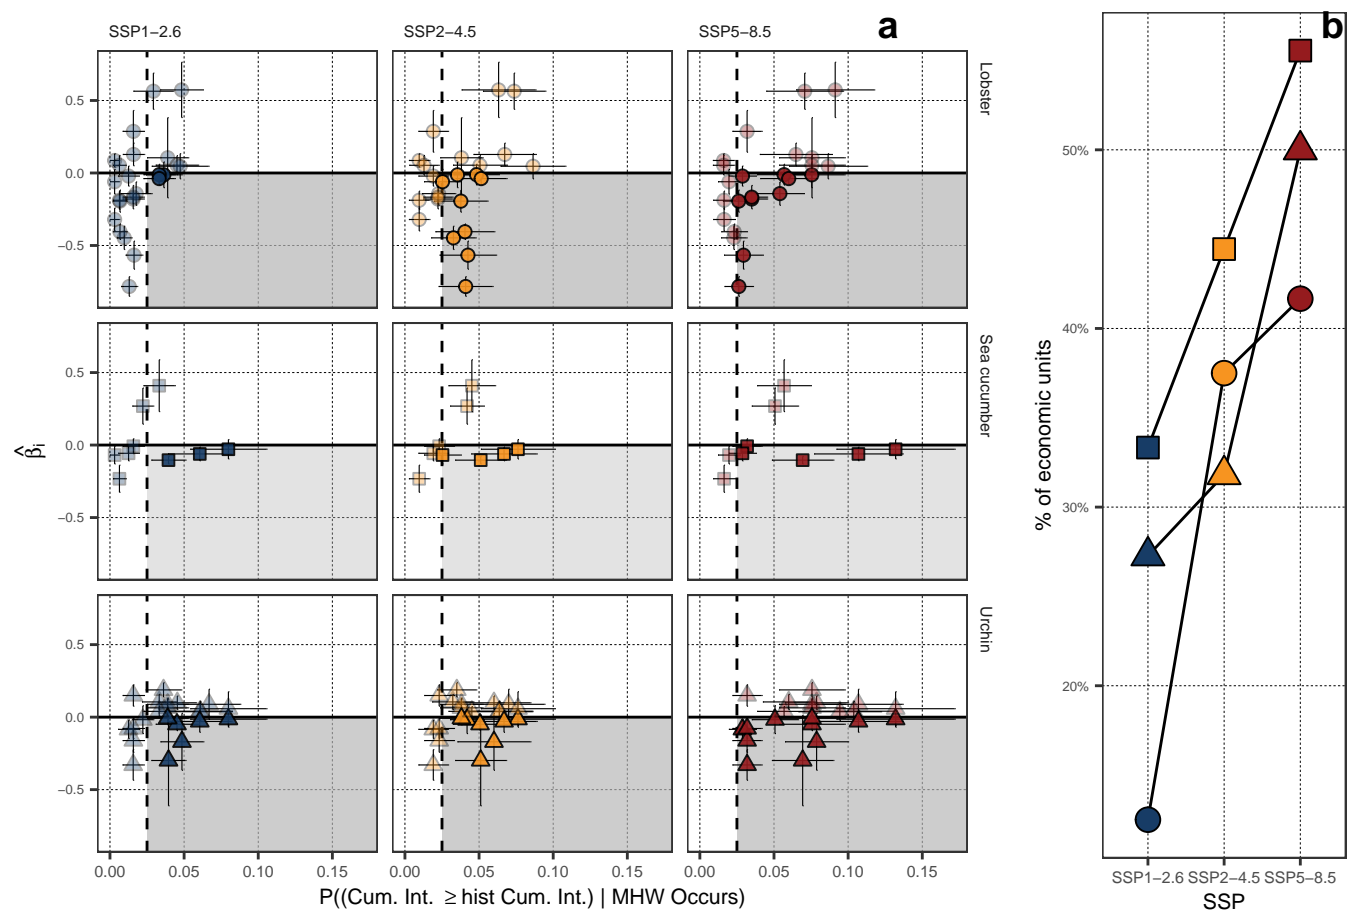 SSP1−2.6 SSP2−4.5 SSP5−8.5 a b
0.5
0.0
−0.5
Lobster
0.5
0.0
−0.5
Sea cucumber
0.5
0.0
−0.5
Urchin
β̂i
0.00 0.05 0.10 0.15 0.00 0.05 0.10 0.15 0.00 0.05 0.10 0.15
P((Cum. Int. ≥ hist Cum. Int.) | MHW Occurs)
50%
40%
30%
20%
% of economic units
SSP1−2.6 SSP2−4.5 SSP5−8.5
SSP